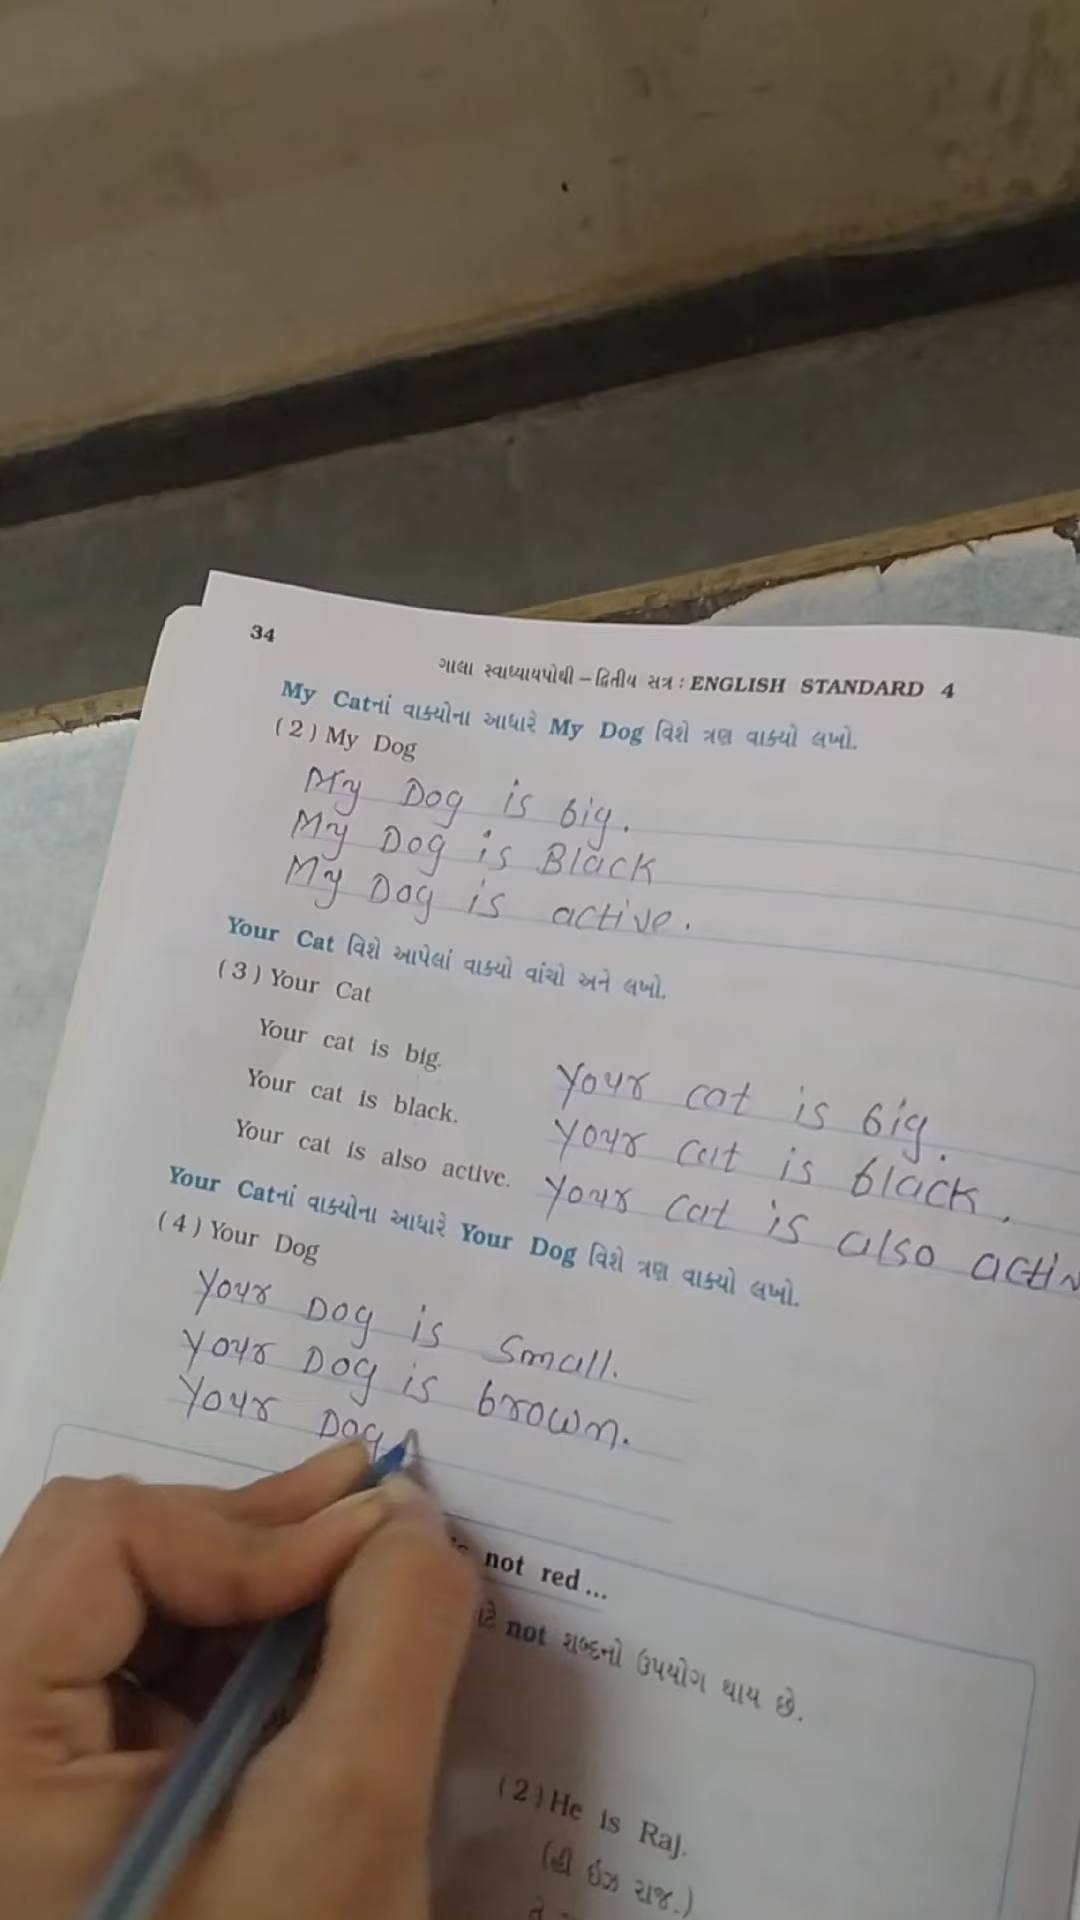 34
ગાલા સ્વાધ્યાયપોથી – દ્વિતીય સત્ર : ENGLISH STANDARD 4
My Catનાં વાક્યોના આધારે My Dog વિશે ત્રણ વાક્યો લખો.
(2) My Dog
My Dog is big.
My Dog is Black
My Dog is active.
Your Cat વિશે આપેલાં વાક્યો વાંચો અને લખો.
(3) Your Cat
Your cat is big. Your cat is big.
Your cat is black. Your cat is black.
Your cat is also active. Your cat is also activ
Your Catનાં વાક્યોના આધારે Your Dog વિશે ત્રણ વાક્યો લખો.
(4) Your Dog
Your Dog is small.
Your Dog is brown.
Your Dog
not red ...
not શબ્દનો ઉપયોગ થાય છે.
(2) He is Raj.
(હી ઈઝ રાજ.)
તે